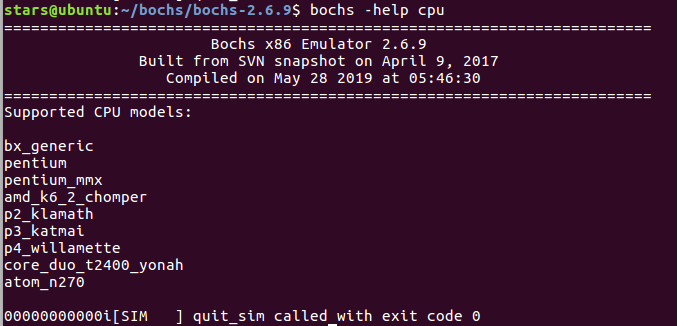 stars@ubuntu:~/bochs/bochs-2.6.9$ bochs -help cpu
========================================================================
Bochs x86 Emulator 2.6.9
Built from SVN snapshot on April 9, 2017
Compiled on May 28 2019 at 05:46:30
========================================================================
Supported CPU models:
bx_generic
pentium
pentium_mmx
amd_k6_2_chomper
p2_klamath
p3_katmai
p4_willamette
core_duo_t2400_yonah
atom_n270
00000000000i[SIM   ] quit_sim called with exit code 0